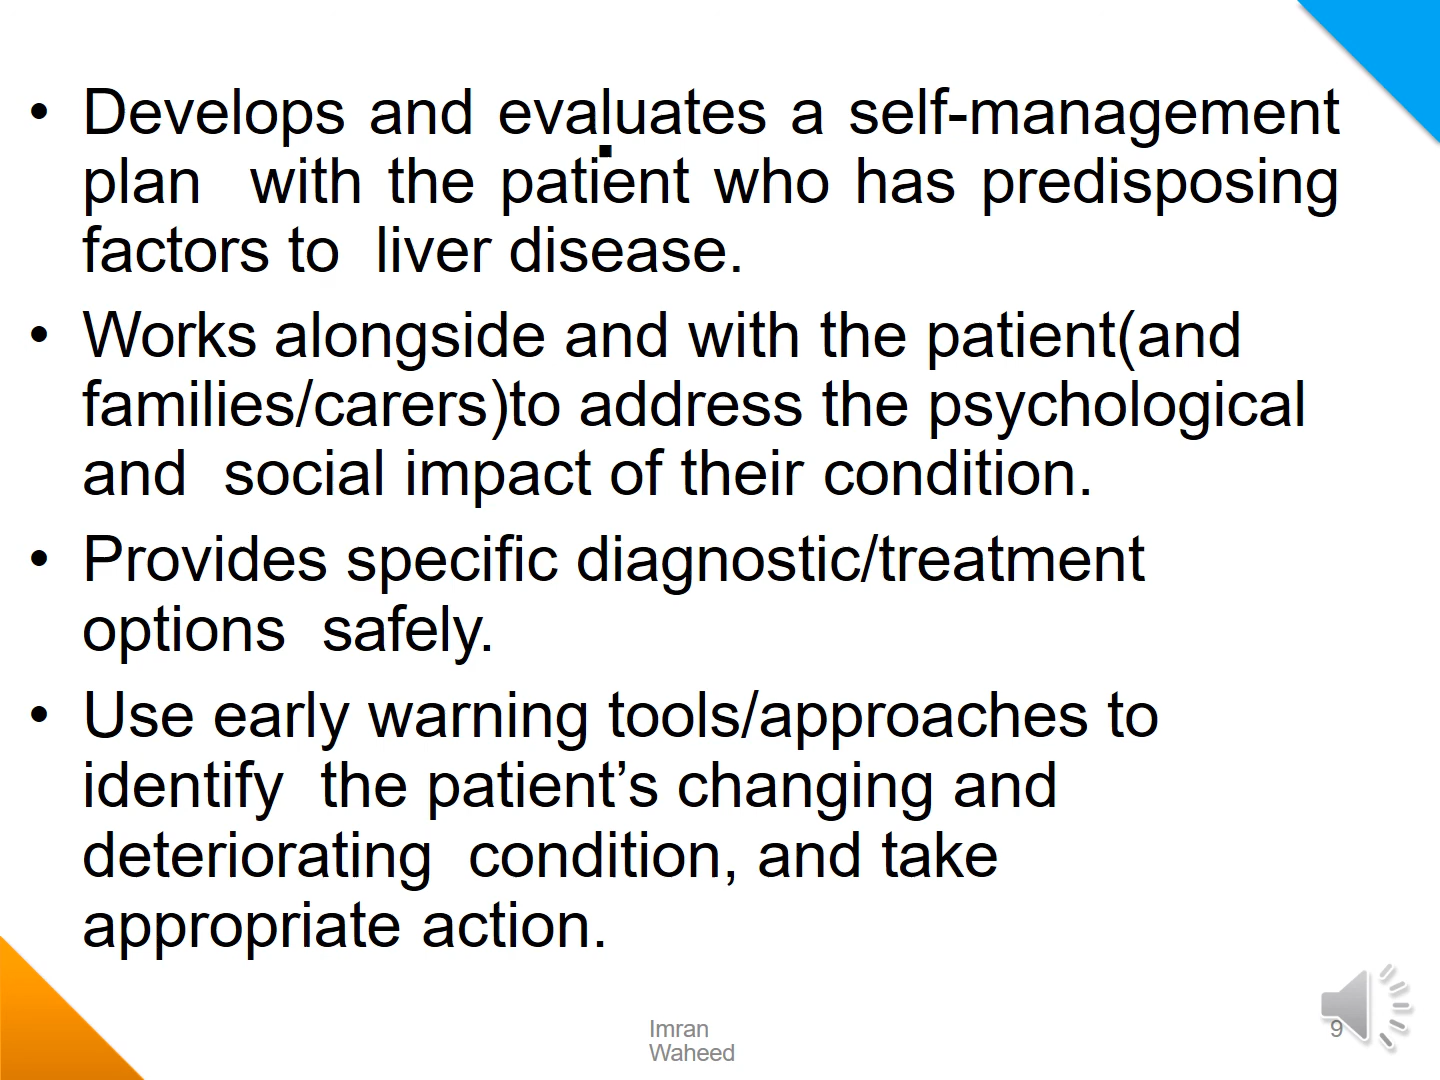 • Develops and evaluates a self-management
plan with the patient who has predisposing
factors to liver disease.
• Works alongside and with the patient(and
families/carers)to address the psychological
and social impact of their condition.
• Provides specific diagnostic/treatment
options safely.
• Use early warning tools/approaches to
identify the patient’s changing and
deteriorating condition, and take
appropriate action.
Imran
Waheed
9